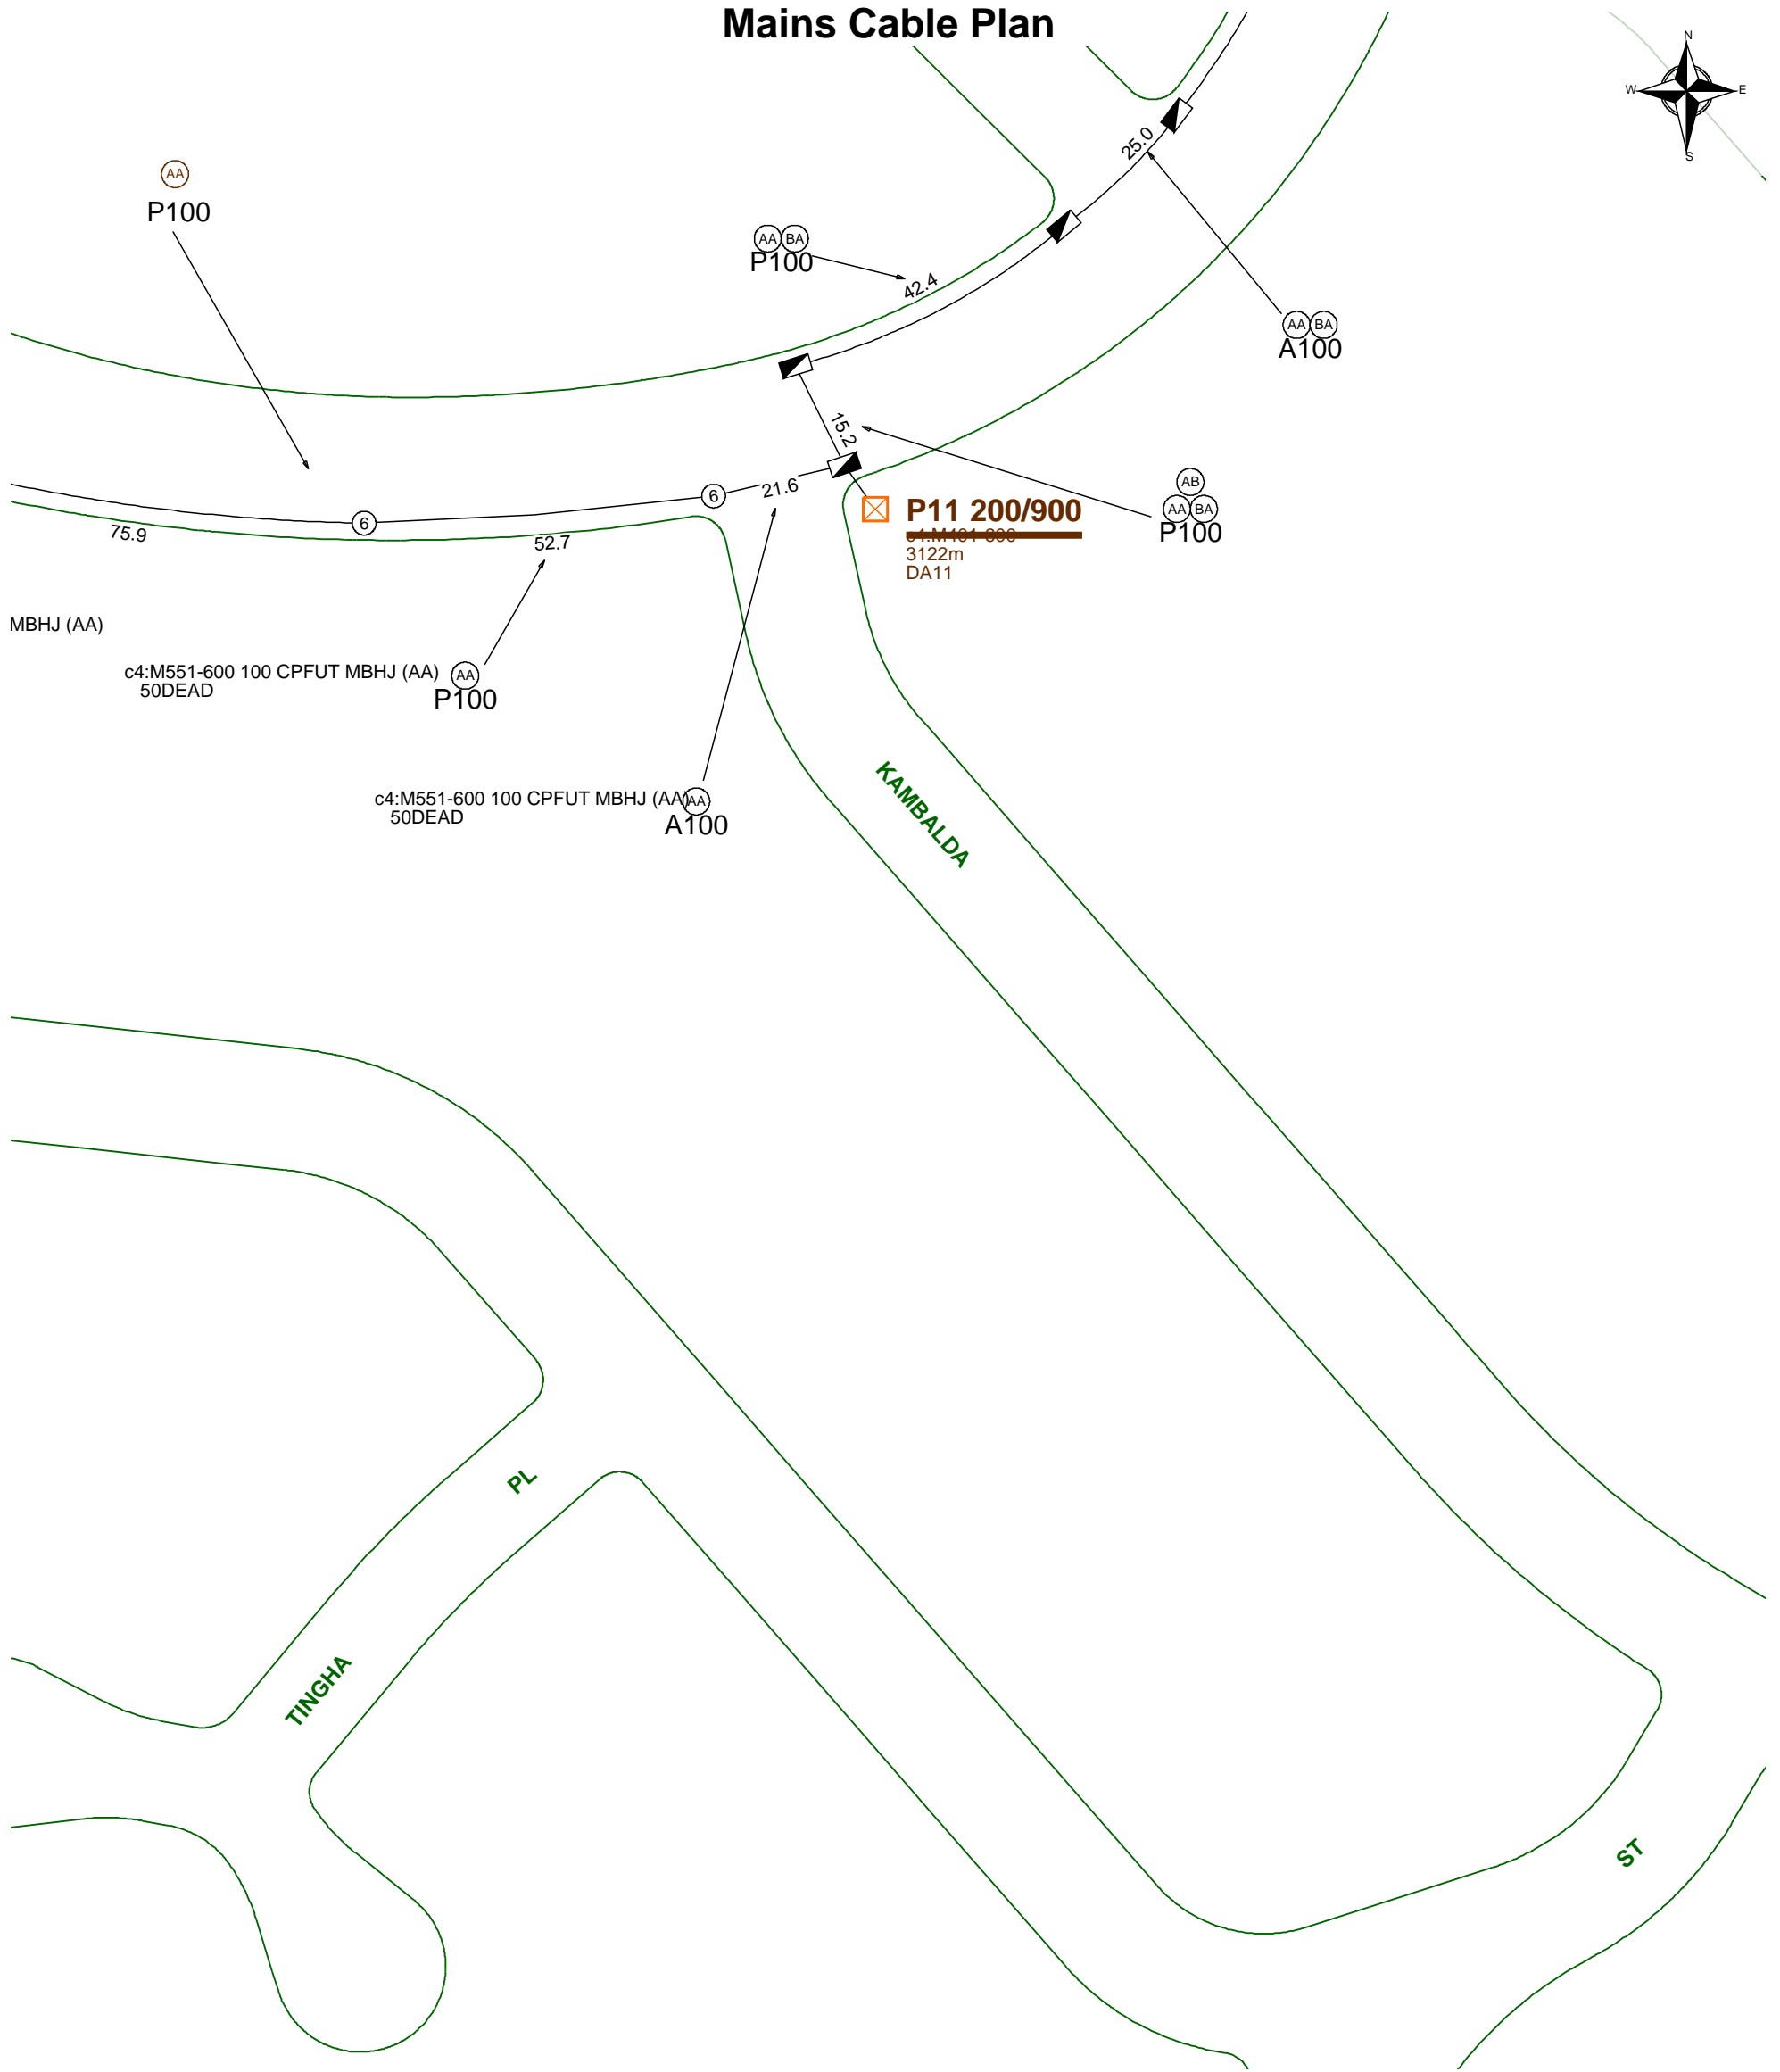 Mains Cable Plan
N
W
E
S
25.0
AA
P100
AA BA
P100
42.4
AA BA
A100
15.2
AB
AA BA
P100
6
21.6
6
P11 200/900
3122m
DA11
75.9
52.7
MBHJ (AA)
c4:M551-600 100 CPFUT MBHJ (AA)
50DEAD
AA
P100
c4:M551-600 100 CPFUT MBHJ (AA)
50DEAD
AA
A100
KAMBALDA
PL
TINGHA
ST